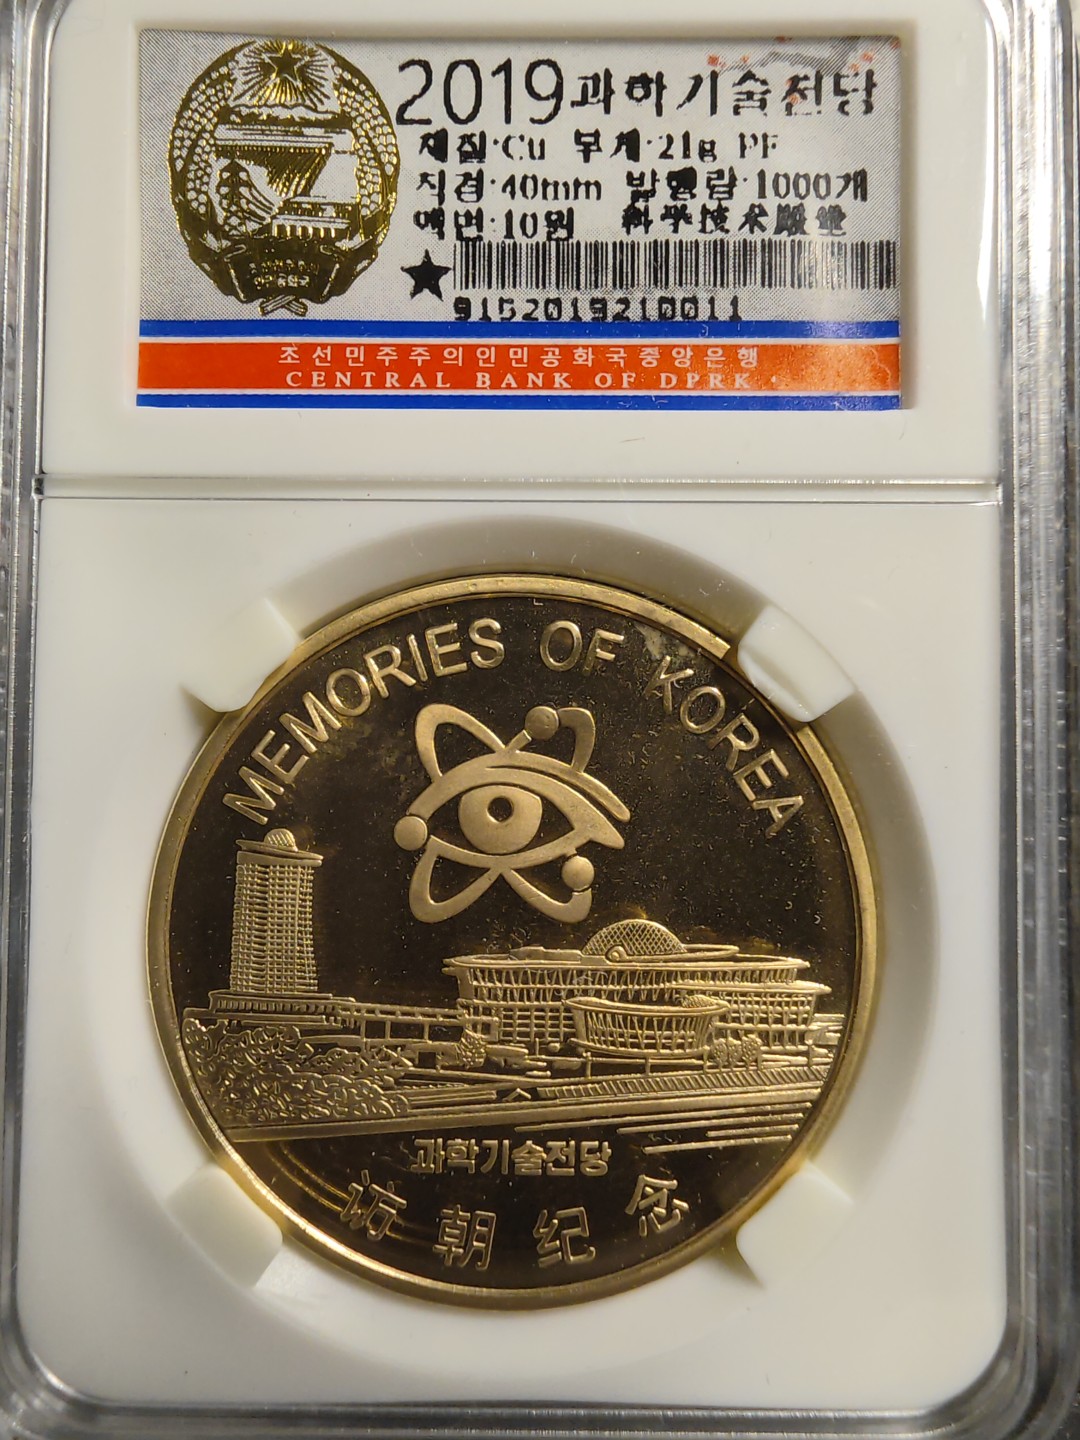 2019과학기술전당
재질:Cu 무게:21g PF
직경:40mm 발행량:1000개
액면:10원 科學技术殿堂
9152019210011
조선민주주의인민공화국중앙은행
CENTRAL BANK OF DPRK
MEMORIES OF KOREA
과학기술전당
访朝纪念